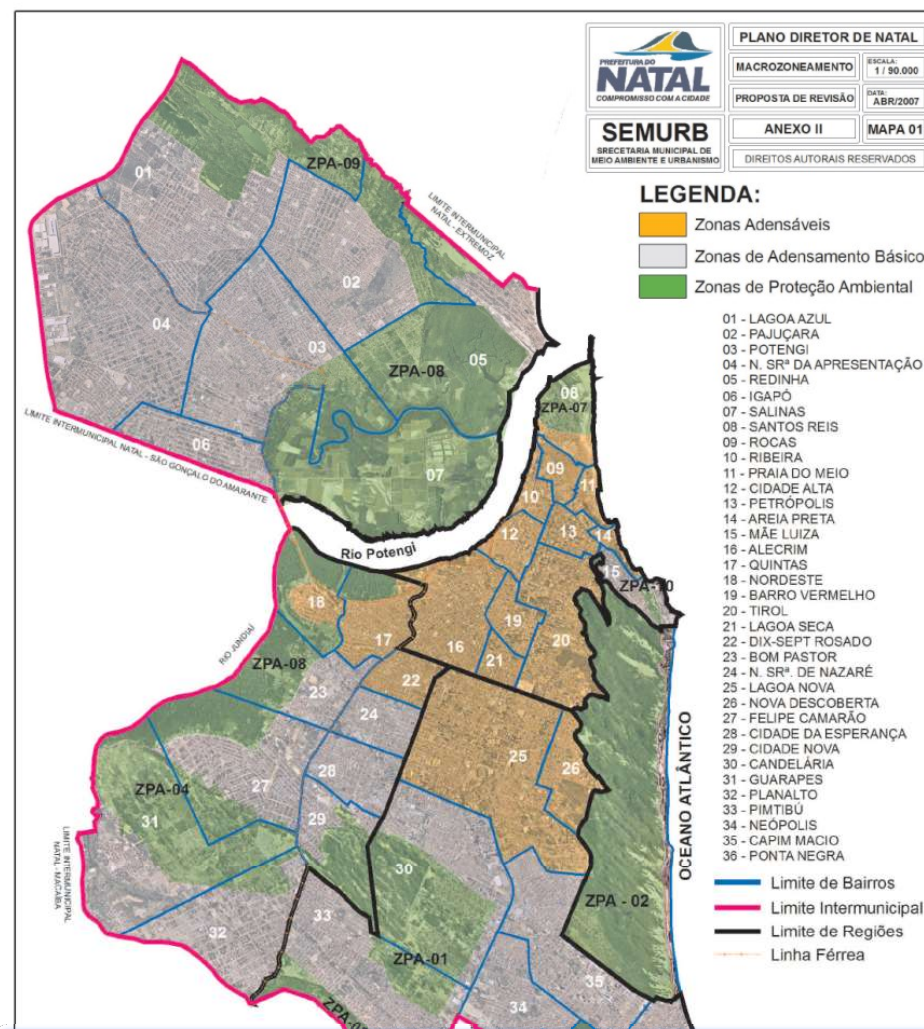 PREFEITURA DO
NATAL
COMPROMISSO COM A CIDADE
SEMURB
SRECETARIA MUNICIPAL DE
MEIO AMBIENTE E URBANISMO
PLANO DIRETOR DE NATAL
MACROZONEAMENTO
ESCALA:
1 / 90.000
PROPOSTA DE REVISÃO
DATA:
ABR/2007
ANEXO II
MAPA 01
DIREITOS AUTORAIS RESERVADOS
LEGENDA:
Zonas Adensáveis
Zonas de Adensamento Básico
Zonas de Proteção Ambiental
01 - LAGOA AZUL
02 - PAJUÇARA
03 - POTENGI
04 - N. SRª DA APRESENTAÇÃO
05 - REDINHA
06 - IGAPÓ
07 - SALINAS
08 - SANTOS REIS
09 - ROCAS
10 - RIBEIRA
11 - PRAIA DO MEIO
12 - CIDADE ALTA
13 - PETRÓPOLIS
14 - AREIA PRETA
15 - MÃE LUIZA
16 - ALECRIM
17 - QUINTAS
18 - NORDESTE
19 - BARRO VERMELHO
20 - TIROL
21 - LAGOA SECA
22 - DIX-SEPT ROSADO
23 - BOM PASTOR
24 - N. SRª. DE NAZARÉ
25 - LAGOA NOVA
26 - NOVA DESCOBERTA
27 - FELIPE CAMARÃO
28 - CIDADE DA ESPERANÇA
29 - CIDADE NOVA
30 - CANDELÁRIA
31 - GUARAPES
32 - PLANALTO
33 - PIMTIBÚ
34 - NEÓPOLIS
35 - CAPIM MACIO
36 - PONTA NEGRA
Limite de Bairros
Limite Intermunicipal
Limite de Regiões
Linha Férrea
01
ZPA-09
LIMITE INTERMUNICIPAL
NATAL - EXTREMOZ
02
04
03
05
ZPA-08
08
ZPA-07
06
07
09
11
10
LIMITE INTERMUNICIPAL NATAL - SÃO GONÇALO DO AMARANTE
12
13
14
Rio Potengi
15
ZPA-10
18
19
17
16
20
21
RIO JUNDIAÍ
ZPA-08
22
23
24
25
26
28
27
ZPA-04
29
31
30
OCEANO ATLÂNTICO
LIMITE INTERMUNICIPAL
NATAL - MACAÍBA
ZPA - 02
33
32
ZPA-01
35
34